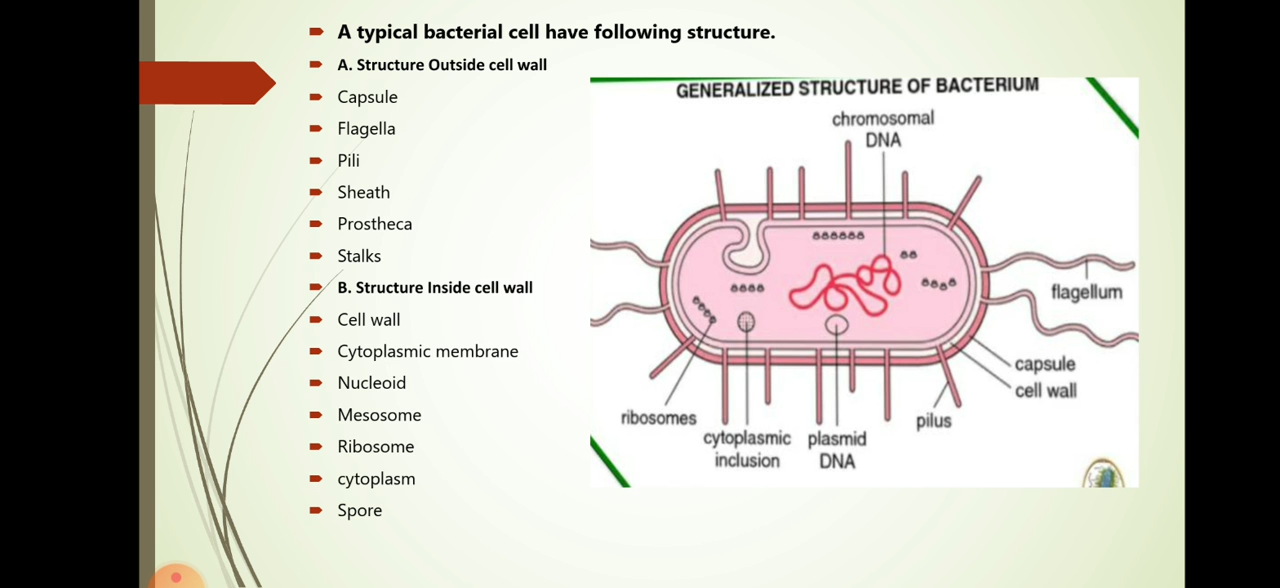 A typical bacterial cell have following structure.
A. Structure Outside cell wall
Capsule
Flagella
Pili
Sheath
Prostheca
Stalks
B. Structure Inside cell wall
Cell wall
Cytoplasmic membrane
Nucleoid
Mesosome
Ribosome
cytoplasm
Spore
GENERALIZED STRUCTURE OF BACTERIUM
chromosomal
DNA
flagellum
capsule
cell wall
pilus
ribosomes
cytoplasmic
inclusion
plasmid
DNA